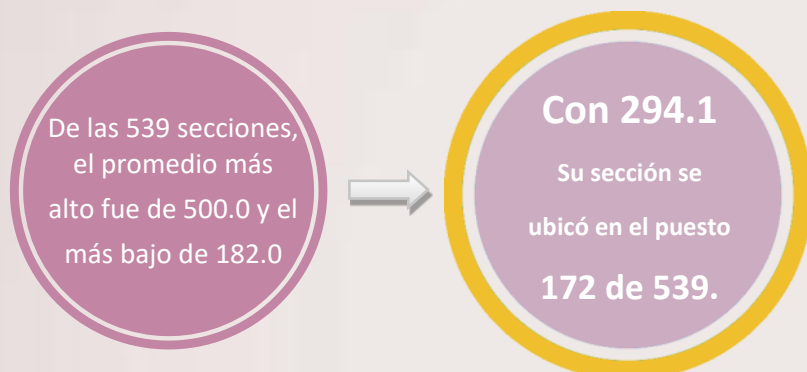 De las 539 secciones,
el promedio más
alto fue de 500.0 y el
más bajo de 182.0
Con 294.1
Su sección se
ubicó en el puesto
172 de 539.